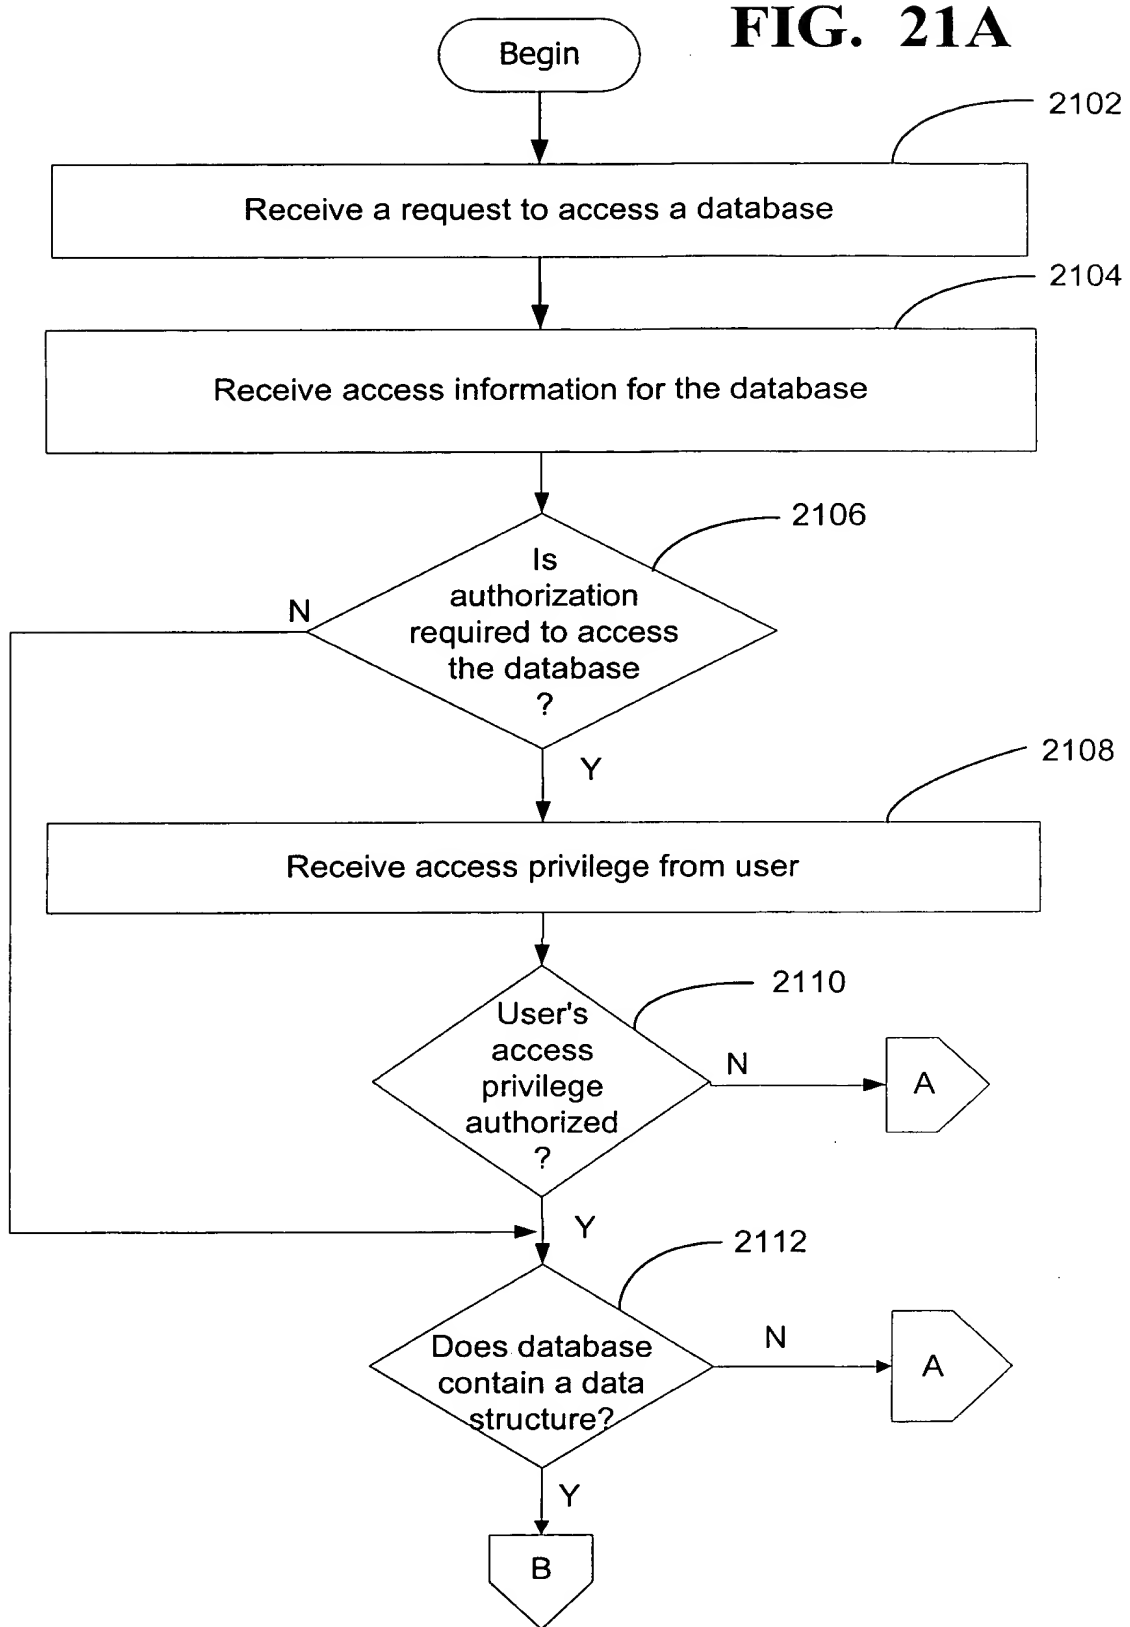 FIG. 21A
Begin
2102
Receive a request to access a database
2104
Receive access information for the database
2106
Is
authorization
required to access
the database
?
N
Y
2108
Receive access privilege from user
2110
User's
access
privilege
authorized
?
N
A
Y
2112
Does database
contain a data
structure?
N
A
Y
B